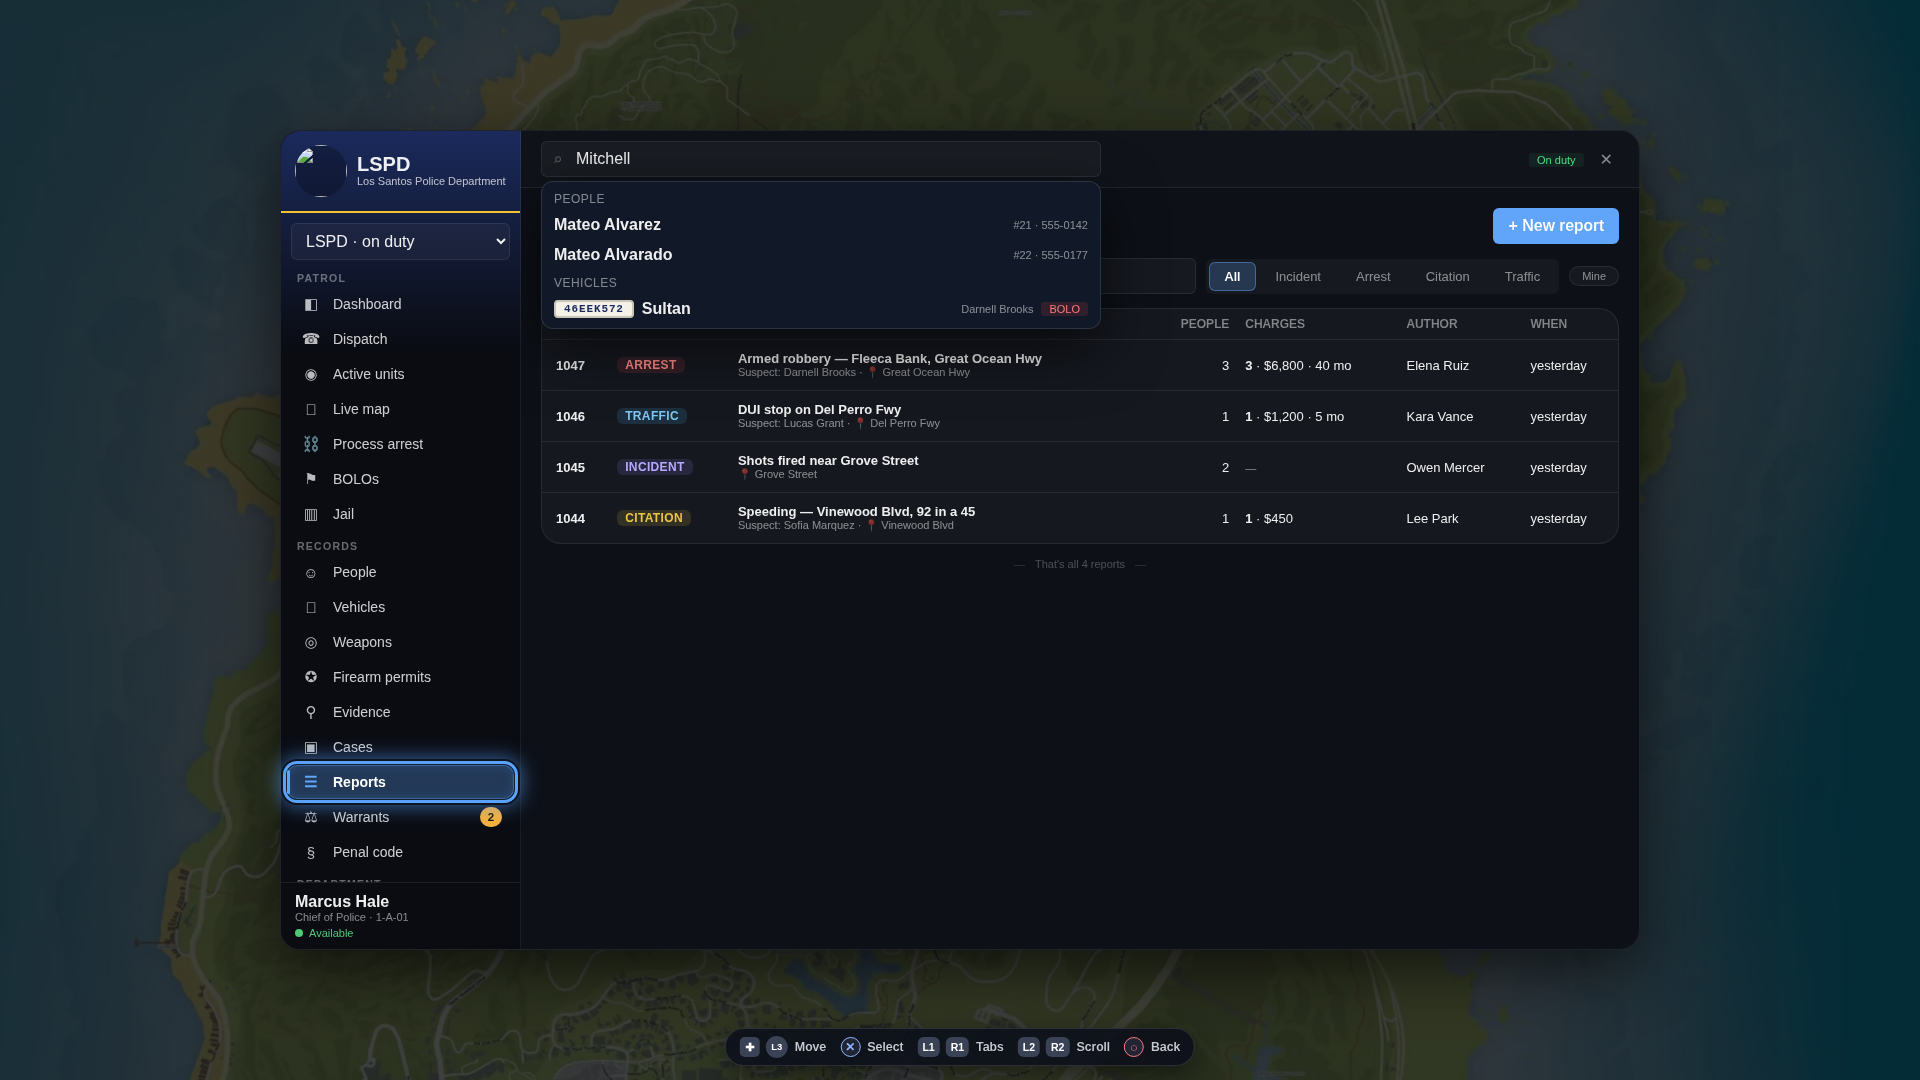 LSPD
Los Santos Police Department
LSPD · on duty
PATROL
Dashboard
Dispatch
Active units
Live map
Process arrest
BOLOs
Jail
RECORDS
People
Vehicles
Weapons
Firearm permits
Evidence
Cases
Reports
Warrants 2
§ Penal code
Marcus Hale
Chief of Police · 1-A-01
Available
Mitchell
On duty
PEOPLE
Mateo Alvarez #21 · 555-0142
Mateo Alvarado #22 · 555-0177
VEHICLES
46EEK572 Sultan Darnell Brooks BOLO
+ New report
All Incident Arrest Citation Traffic Mine
PEOPLE CHARGES AUTHOR WHEN
1047 ARREST Armed robbery — Fleeca Bank, Great Ocean Hwy 3 3 · $6,800 · 40 mo Elena Ruiz yesterday
Suspect: Darnell Brooks · 📍 Great Ocean Hwy
1046 TRAFFIC DUI stop on Del Perro Fwy 1 1 · $1,200 · 5 mo Kara Vance yesterday
Suspect: Lucas Grant · 📍 Del Perro Fwy
1045 INCIDENT Shots fired near Grove Street 2 — Owen Mercer yesterday
📍 Grove Street
1044 CITATION Speeding — Vinewood Blvd, 92 in a 45 1 1 · $450 Lee Park yesterday
Suspect: Sofia Marquez · 📍 Vinewood Blvd
— That's all 4 reports —
L3 Move Select L1 R1 Tabs L2 R2 Scroll Back